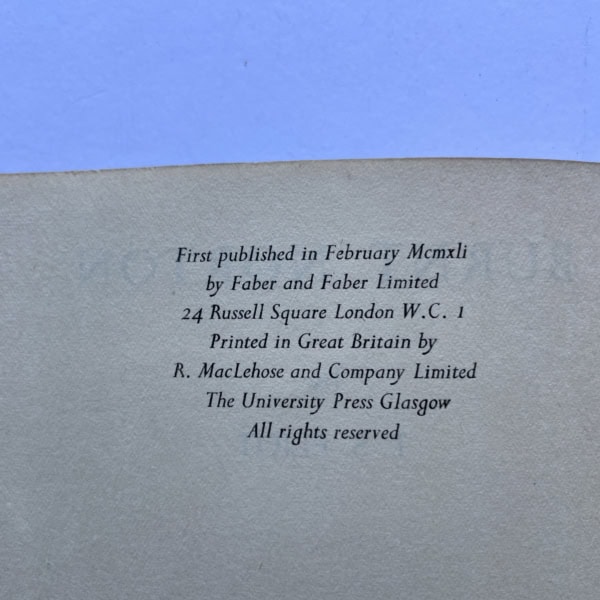 First published in February Mcmxli
by Faber and Faber Limited
24 Russell Square London W.C. 1
Printed in Great Britain by
R. MacLehose and Company Limited
The University Press Glasgow
All rights reserved